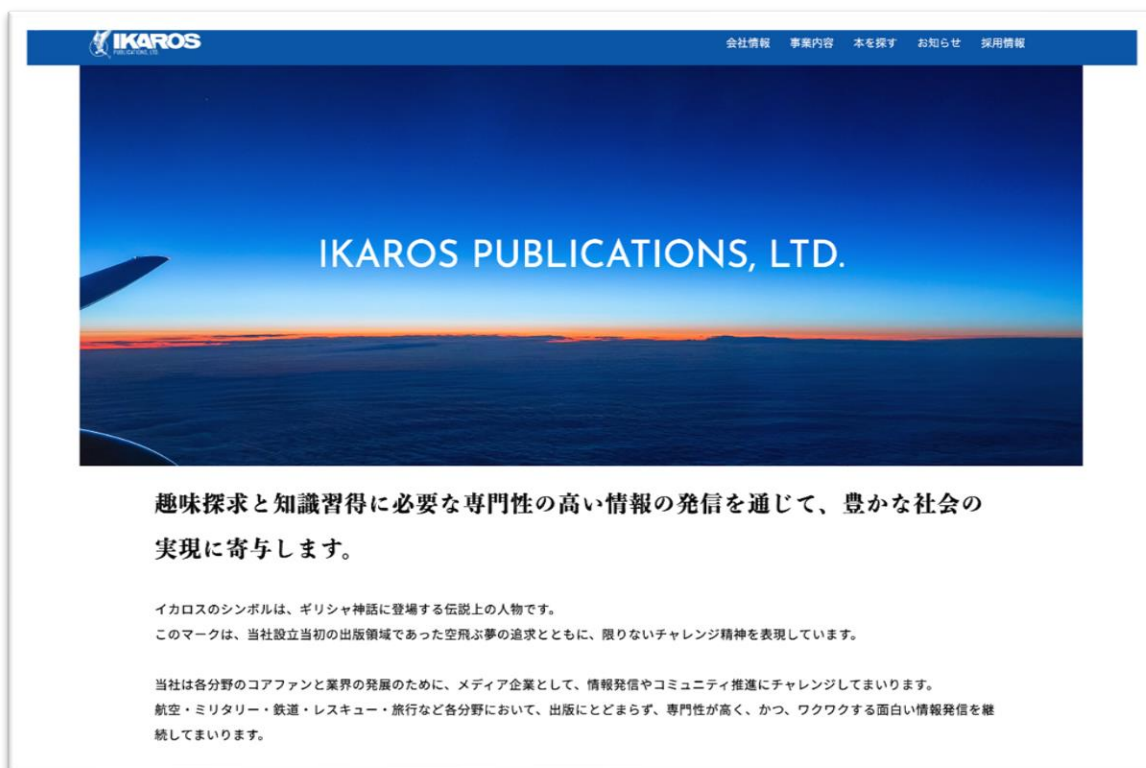 IKAROS
PUBLICATIONS, LTD.
会社情報 事業内容 本を探す お知らせ 採用情報
IKAROS PUBLICATIONS, LTD.
趣味探求と知識習得に必要な専門性の高い情報の発信を通じて、豊かな社会の
実現に寄与します。
イカロスのシンボルは、ギリシャ神話に登場する伝説上の人物です。
このマークは、当社設立当初の出版領域であった空飛ぶ夢の追求とともに、限りないチャレンジ精神を表現しています。
当社は各分野のコアファンと業界の発展のために、メディア企業として、情報発信やコミュニティ推進にチャレンジしてまいります。
航空・ミリタリー・鉄道・レスキュー・旅行など各分野において、出版にとどまらず、専門性が高く、かつ、ワクワクする面白い情報発信を継
続してまいります。